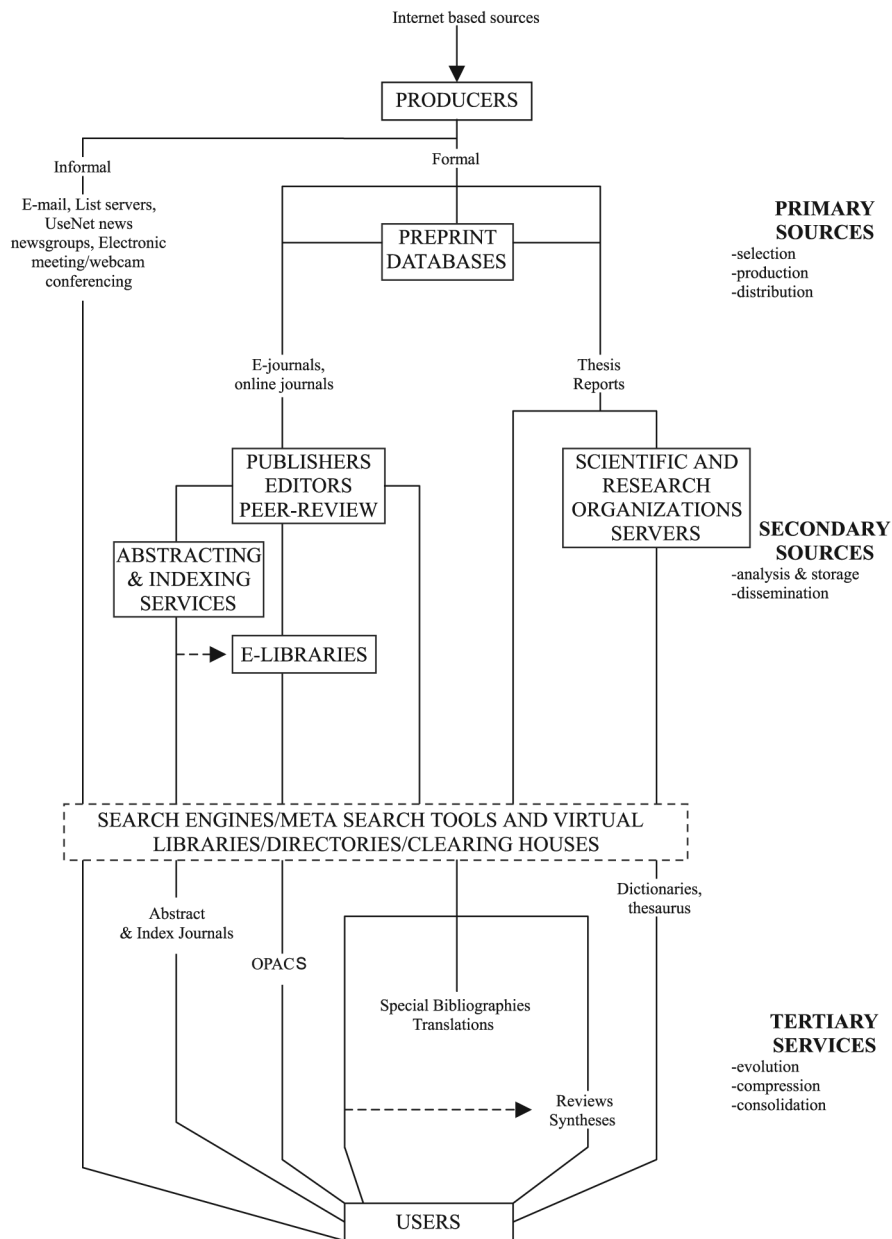 Internet based sources
PRODUCERS
Informal
Formal
E-mail, List servers,
UseNet news
newsgroups, Electronic
meeting/webcam
conferencing
PREPRINT
DATABASES
PRIMARY
SOURCES
-selection
-production
-distribution
E-journals,
online journals
Thesis
Reports
PUBLISHERS
EDITORS
PEER-REVIEW
SCIENTIFIC AND
RESEARCH
ORGANIZATIONS
SERVERS
ABSTRACTING
& INDEXING
SERVICES
SECONDARY
SOURCES
-analysis & storage
-dissemination
E-LIBRARIES
SEARCH ENGINES/META SEARCH TOOLS AND VIRTUAL
LIBRARIES/DIRECTORIES/CLEARING HOUSES
Abstract
& Index Journals
OPACS
Special Bibliographies
Translations
Dictionaries,
thesaurus
Reviews
Syntheses
TERTIARY
SERVICES
-evolution
-compression
-consolidation
USERS